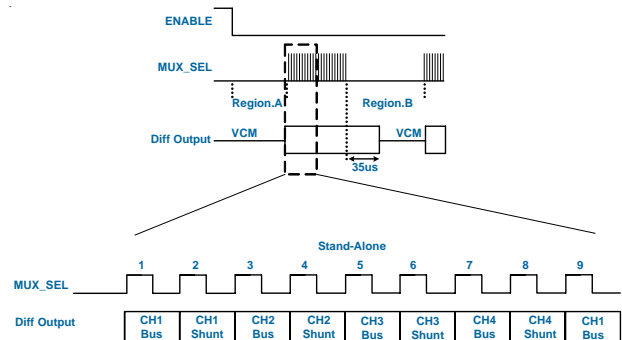 ENABLE
MUX_SEL
Region.A
Region.B
Diff Output
VCM
VCM
35us
Stand-Alone
1 2 3 4 5 6 7 8 9
MUX_SEL
Diff Output
CH1 Bus
CH1 Shunt
CH2 Bus
CH2 Shunt
CH3 Bus
CH3 Shunt
CH4 Bus
CH4 Shunt
CH1 Bus